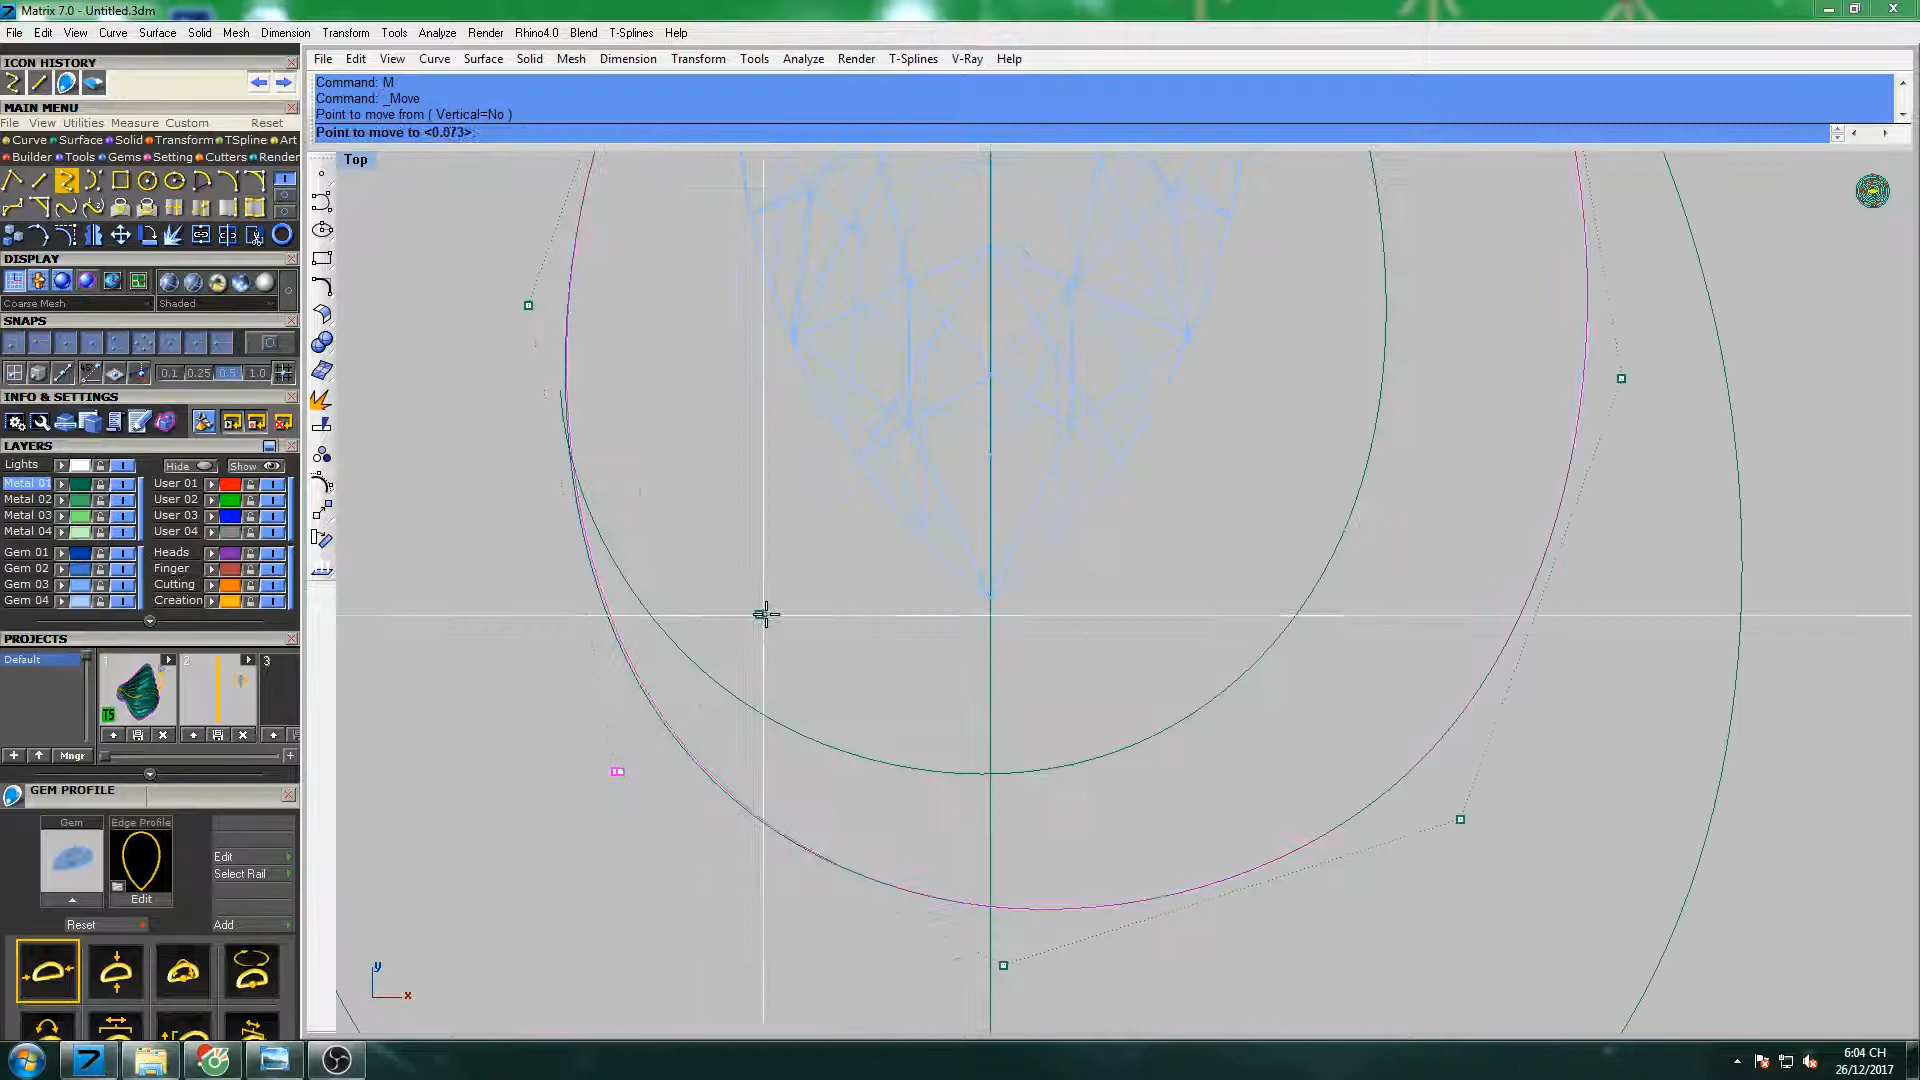 Matrix 7.0 - Untitled.3dm
File Edit View Curve Surface Solid Mesh Dimension Transform Tools Analyze Render Rhino4.0 Blend T-Splines Help
ICON HISTORY
MAIN MENU
File View Utilities Measure Custom Reset
Curve Surface Solid Transform TSpline Art
Builder Tools Gems Setting Cutters Render
DISPLAY
Coarse Mesh Shaded
SNAPS
0.1 0.25 0.5 1.0
INFO & SETTINGS
LAYERS
Lights Hide Show
Metal 01 User 01
Metal 02 User 02
Metal 03 User 03
Metal 04 User 04
Gem 01 Heads
Gem 02 Finger
Gem 03 Cutting
Gem 04 Creation
PROJECTS
Default 1 2 3
TS
Mngr
GEM PROFILE
Gem Edge Profile
Edit
Select Rail
Edit
Reset Add
File Edit View Curve Surface Solid Mesh Dimension Transform Tools Analyze Render T-Splines V-Ray Help
Command: M
Command: _Move
Point to move from ( Vertical=No )
Point to move to <0.073>:
Top
y
x
6:04 CH
26/12/2017